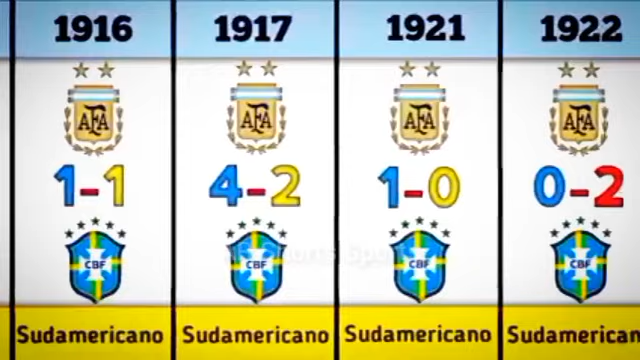 1916 1917 1921 1922
AFA AFA AFA AFA
1-1 4-2 1-0 0-2
CBF CBF CBF CBF
Sudamericano Sudamericano Sudamericano Sudamerican